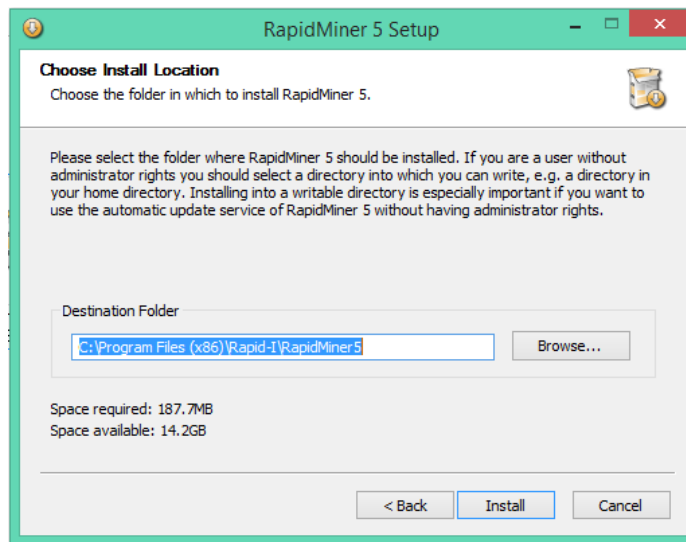 RapidMiner 5 Setup
Choose Install Location
Choose the folder in which to install RapidMiner 5.
Please select the folder where RapidMiner 5 should be installed. If you are a user without
administrator rights you should select a directory into which you can write, e.g. a directory in
your home directory. Installing into a writable directory is especially important if you want to
use the automatic update service of RapidMiner 5 without having administrator rights.
Destination Folder
C:\Program Files (x86)\Rapid-I\RapidMiner5
Browse...
Space required: 187.7MB
Space available: 14.2GB
< Back
Install
Cancel